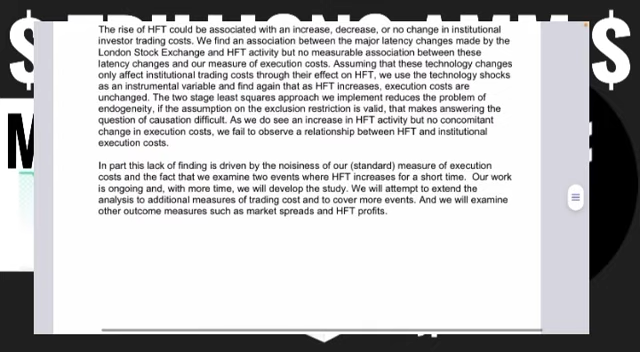 The rise of HFT could be associated with an increase, decrease, or no change in institutional
investor trading costs. We find an association between the major latency changes made by the
London Stock Exchange and HFT activity but no measurable association between these
latency changes and our measure of execution costs. Assuming that these technology changes
only affect institutional trading costs through their effect on HFT, we use the technology shocks
as an instrumental variable and find again that as HFT increases, execution costs are
unchanged. The two stage least squares approach we implement reduces the problem of
endogeneity, if the assumption on the exclusion restriction is valid, that makes answering the
question of causation difficult. As we do see an increase in HFT activity but no concomitant
change in execution costs, we fail to observe a relationship between HFT and institutional
execution costs.
In part this lack of finding is driven by the noisiness of our (standard) measure of execution
costs and the fact that we examine two events where HFT increases for a short time. Our work
is ongoing and, with more time, we will develop the study. We will attempt to extend the
analysis to additional measures of trading cost and to cover more events. And we will examine
other outcome measures such as market spreads and HFT profits.